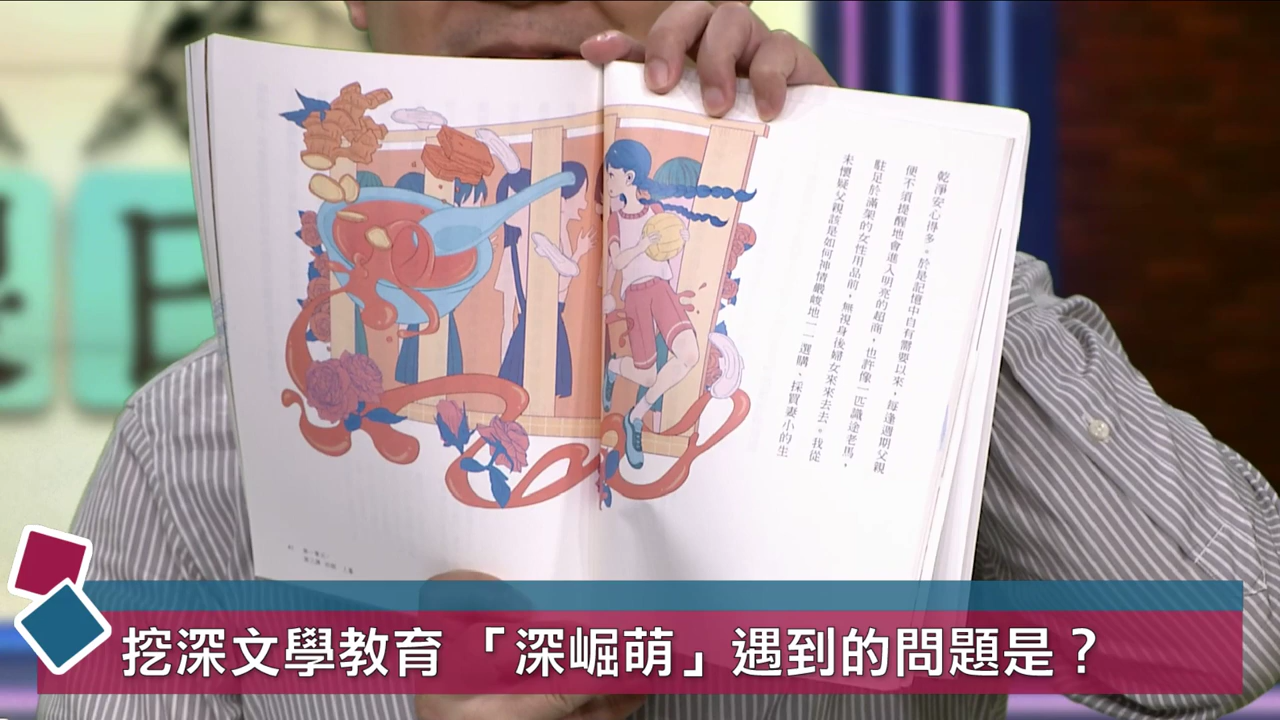 乾淨安心得多。於是記憶中自有需要以來，每逢週期父親
便不須提醒地會進入明亮的超商，也許像一匹識途老馬，
駐足於滿架的女性用品前，無視身後婦女來來去去。我從
未懷疑父親該是如何神情嚴峻地一一選購、採買妻小的生
挖深文學教育「深崛萌」遇到的問題是？